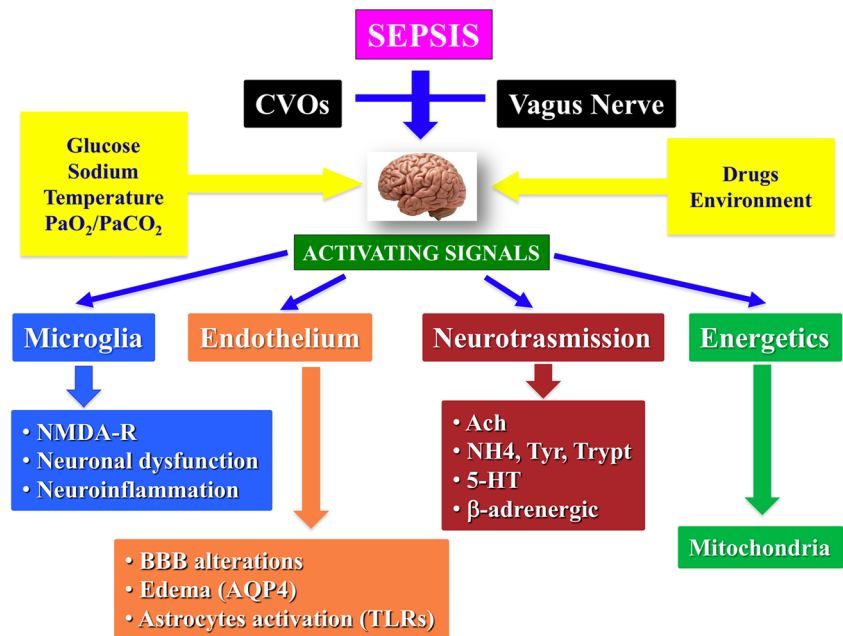 SEPSIS
CVOs
Vagus Nerve
Glucose
Sodium
Temperature
PaO₂/PaCO₂
Drugs
Environment
ACTIVATING SIGNALS
Microglia
Endothelium
Neurotrasmission
Energetics
• NMDA-R
• Neuronal dysfunction
• Neuroinflammation
• Ach
• NH4, Tyr, Trypt
• 5-HT
• β-adrenergic
Mitochondria
• BBB alterations
• Edema (AQP4)
• Astrocytes activation (TLRs)